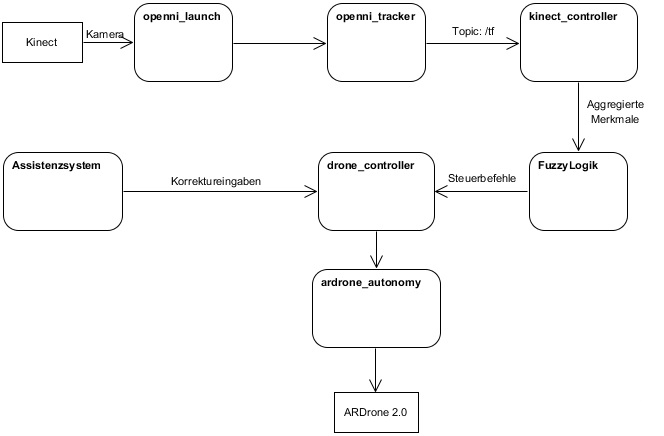 openni_launch
openni_tracker
kinect_controller
Kinect
Kamera
Topic: /tf
Aggregierte
Merkmale
Assistenzsystem
drone_controller
FuzzyLogik
Korrektureingaben
Steuerbefehle
ardrone_autonomy
ARDrone 2.0